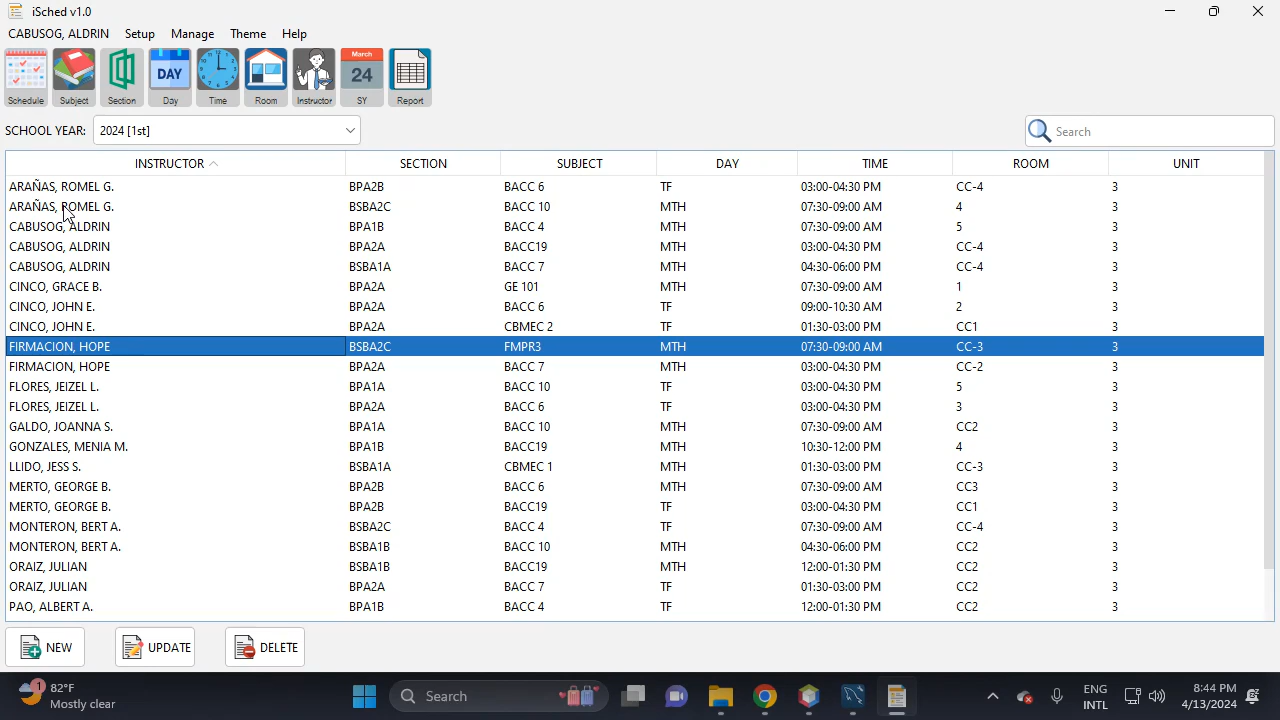 iSched v1.0
CABUSOG, ALDRIN Setup Manage Theme Help
DAY March 24
Schedule Subject Section Day Time Room Instructor SY Report
SCHOOL YEAR: 2024 [1st] Search
INSTRUCTOR SECTION SUBJECT DAY TIME ROOM UNIT
ARAÑAS, ROMEL G. BPA2B BACC 6 TF 03:00-04:30 PM CC-4 3
ARAÑAS, ROMEL G. BSBA2C BACC 10 MTH 07:30-09:00 AM 4 3
CABUSOG, ALDRIN BPA1B BACC 4 MTH 07:30-09:00 AM 5 3
CABUSOG, ALDRIN BPA2A BACC19 MTH 03:00-04:30 PM CC-4 3
CABUSOG, ALDRIN BSBA1A BACC 7 MTH 04:30-06:00 PM CC-4 3
CINCO, GRACE B. BPA2A GE 101 MTH 07:30-09:00 AM 1 3
CINCO, JOHN E. BPA2A BACC 6 TF 09:00-10:30 AM 2 3
CINCO, JOHN E. BPA2A CBMEC 2 TF 01:30-03:00 PM CC1 3
FIRMACION, HOPE BSBA2C FMPR3 MTH 07:30-09:00 AM CC-3 3
FIRMACION, HOPE BPA2A BACC 7 MTH 03:00-04:30 PM CC-2 3
FLORES, JEIZEL L. BPA1A BACC 10 TF 03:00-04:30 PM 5 3
FLORES, JEIZEL L. BPA2A BACC 6 TF 03:00-04:30 PM 3 3
GALDO, JOANNA S. BPA1A BACC 10 MTH 07:30-09:00 AM CC2 3
GONZALES, MENIA M. BPA1B BACC19 MTH 10:30-12:00 PM 4 3
LLIDO, JESS S. BSBA1A CBMEC 1 MTH 01:30-03:00 PM CC-3 3
MERTO, GEORGE B. BPA2B BACC 6 MTH 07:30-09:00 AM CC3 3
MERTO, GEORGE B. BPA2B BACC19 TF 03:00-04:30 PM CC1 3
MONTERON, BERT A. BSBA2C BACC 4 TF 07:30-09:00 AM CC-4 3
MONTERON, BERT A. BSBA1B BACC 10 MTH 04:30-06:00 PM CC2 3
ORAIZ, JULIAN BSBA1B BACC19 MTH 12:00-01:30 PM CC2 3
ORAIZ, JULIAN BPA2A BACC 7 TF 01:30-03:00 PM CC2 3
PAO, ALBERT A. BPA1B BACC 4 TF 12:00-01:30 PM CC2 3
NEW UPDATE DELETE
1 82°F Search ENG 8:44 PM
Mostly clear INTL 4/13/2024